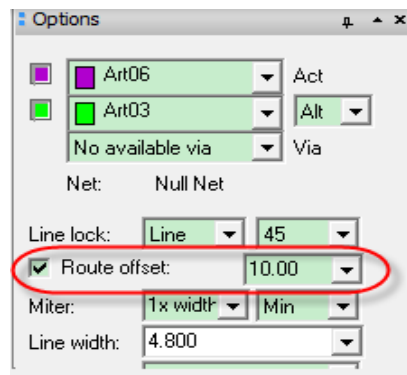 Options
Art06 Act
Art03 Alt
No available via Via
Net: Null Net
Line lock: Line 45
Route offset: 10.00
Miter: 1x width Min
Line width: 4.800